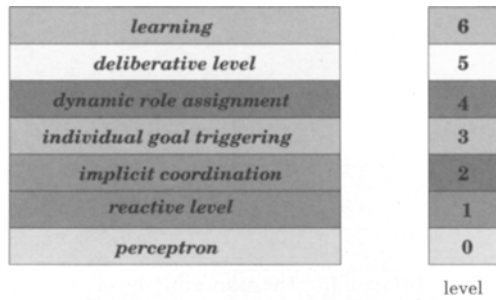 learning 6
deliberative level 5
dynamic role assignment 4
individual goal triggering 3
implicit coordination 2
reactive level 1
perceptron 0
level